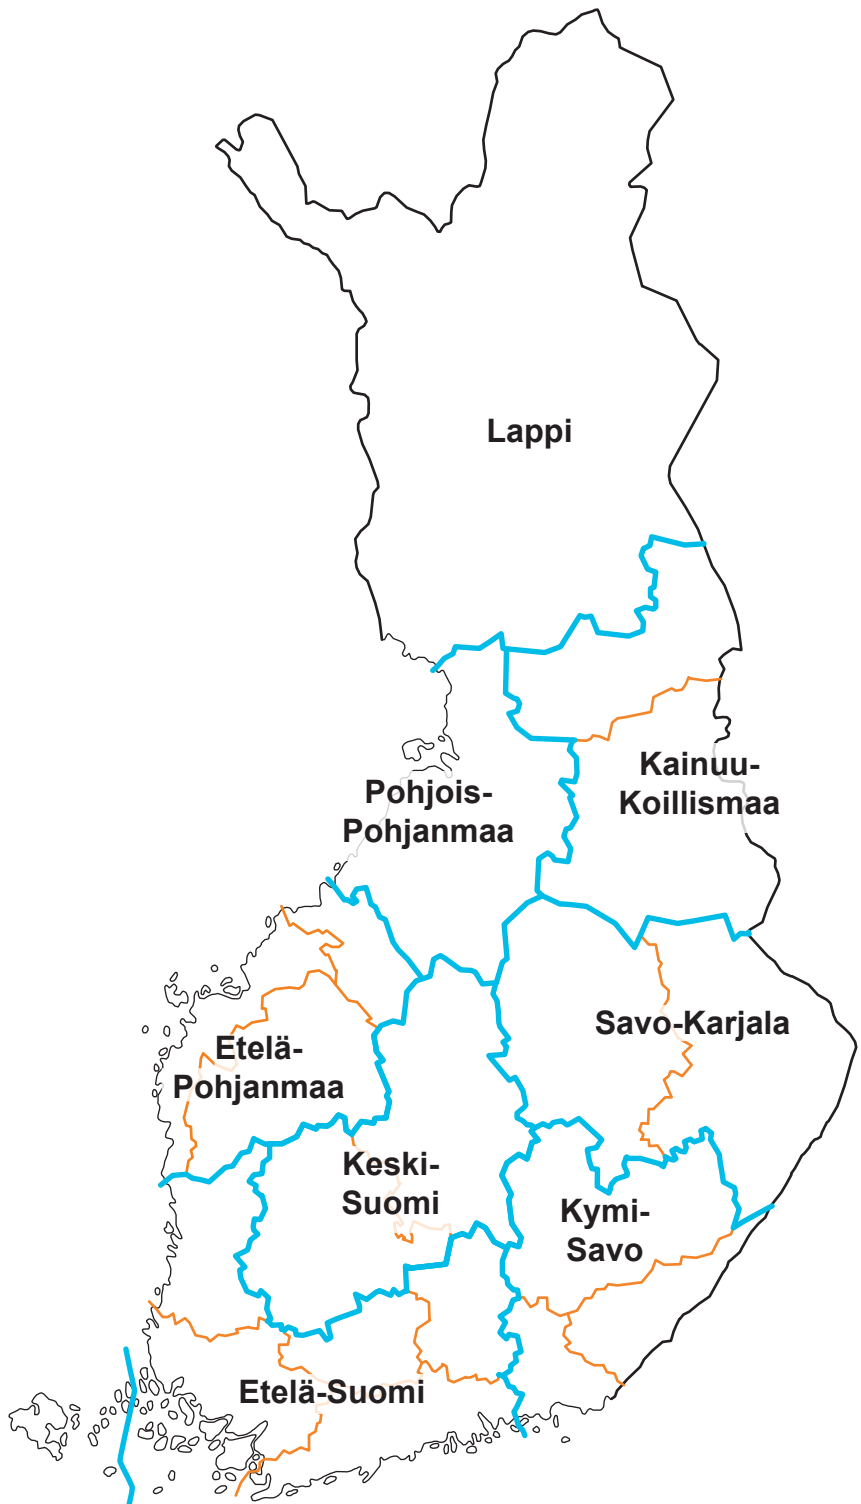 Lappi
Kainuu-
Koillismaa
Pohjois-
Pohjanmaa
Savo-Karjala
Etelä-
Pohjanmaa
Keski-
Suomi
Kymi-
Savo
Etelä-Suomi